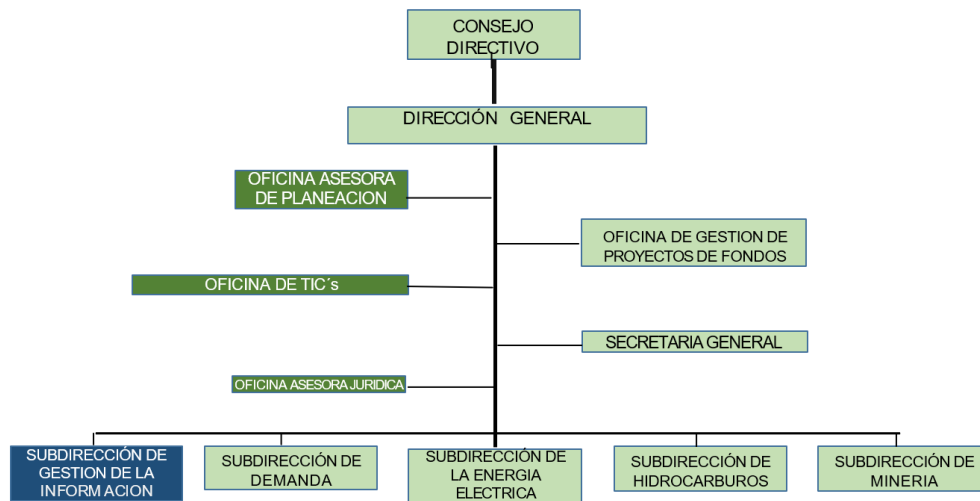 CONSEJO
DIRECTIVO
DIRECCIÓN GENERAL
OFICINA ASESORA
DE PLANEACION
OFICINA DE GESTION DE
PROYECTOS DE FONDOS
OFICINA DE TIC´s
SECRETARIA GENERAL
OFICINA ASESORA JURIDICA
SUBDIRECCIÓN DE
GESTION DE LA
INFORMACION
SUBDIRECCIÓN DE
DEMANDA
SUBDIRECCIÓN DE
LA ENERGIA
ELECTRICA
SUBDIRECCIÓN DE
HIDROCARBUROS
SUBDIRECCIÓN DE
MINERIA